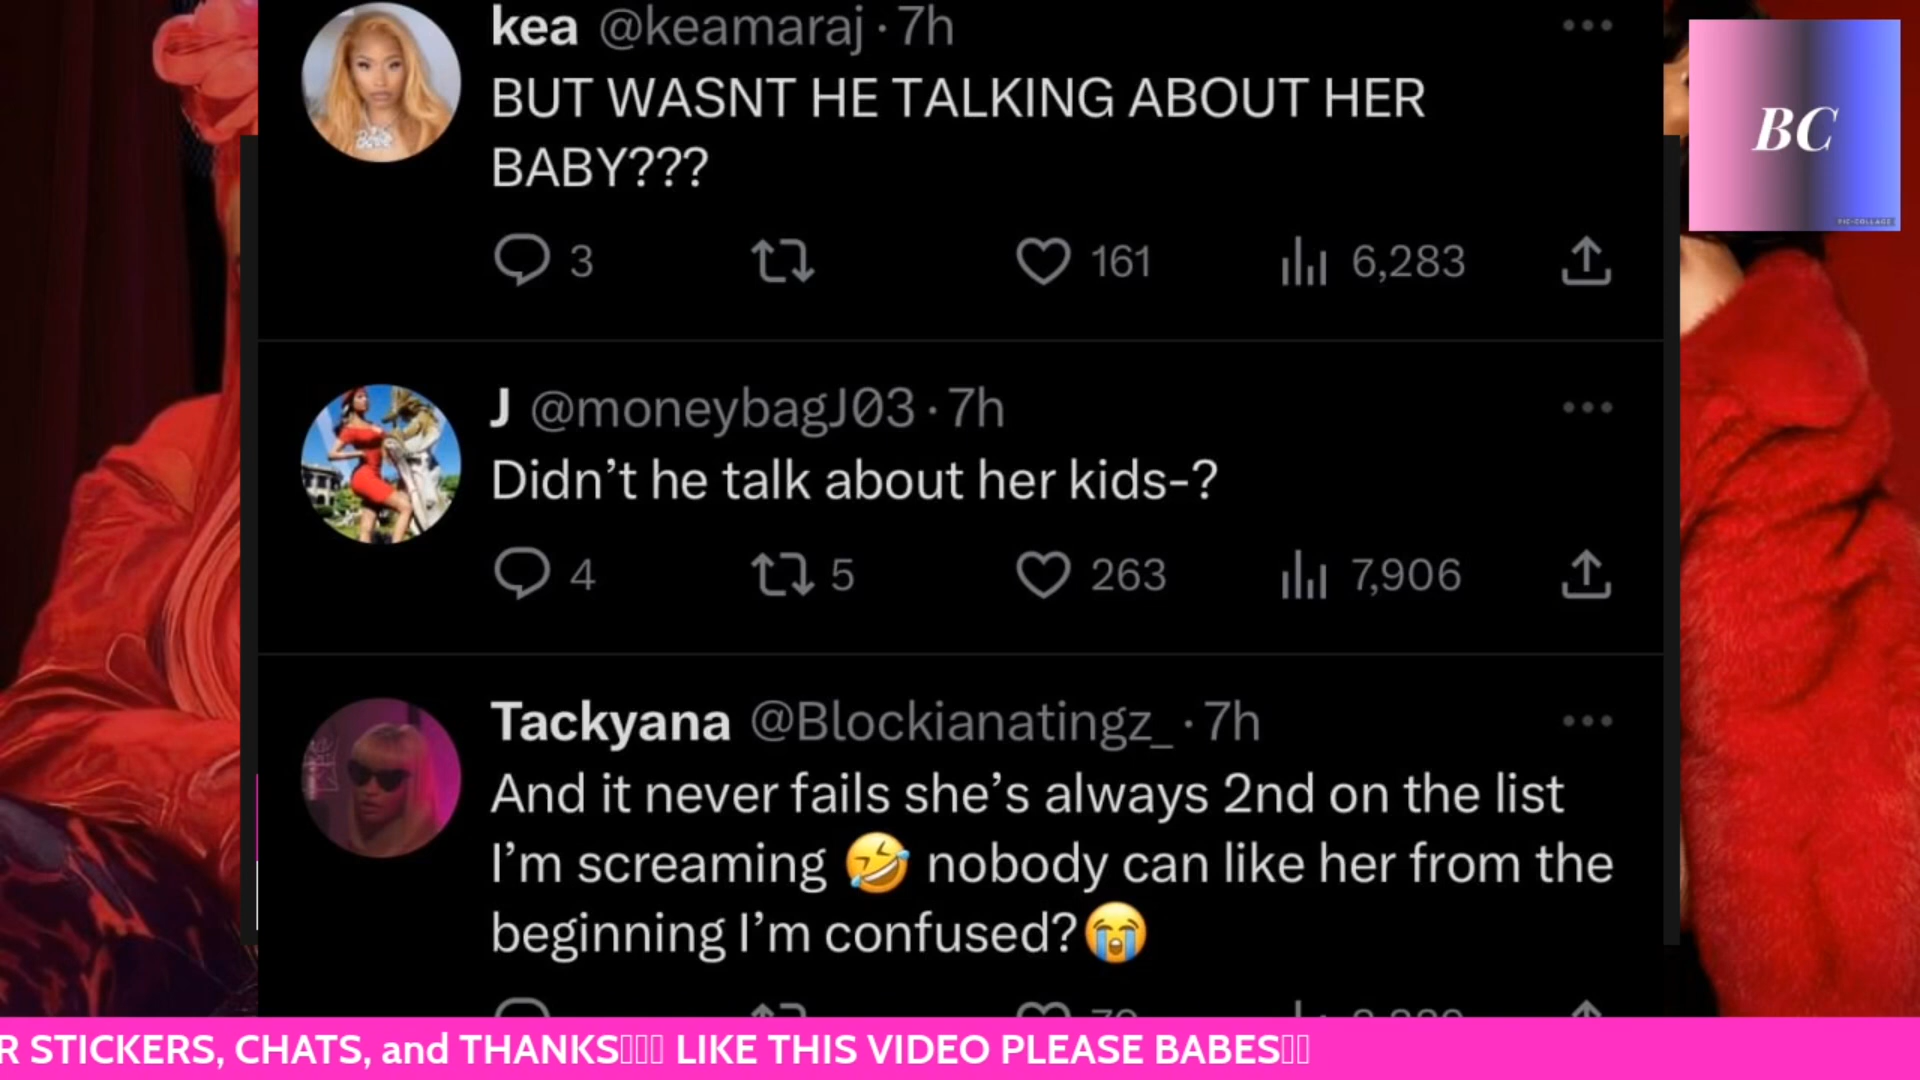 kea @keamaraj · 7h
BUT WASNT HE TALKING ABOUT HER
BABY???
3 161 6,283
BC
PIC-COLLAGE
J @moneybagJ03 · 7h
Didn’t he talk about her kids-?
4 5 263 7,906
Tackyana @Blockianatingz_ · 7h
And it never fails she’s always 2nd on the list
I’m screaming 🤣 nobody can like her from the
beginning I’m confused?😭
R STICKERS, CHATS, and THANKS LIKE THIS VIDEO PLEASE BABES